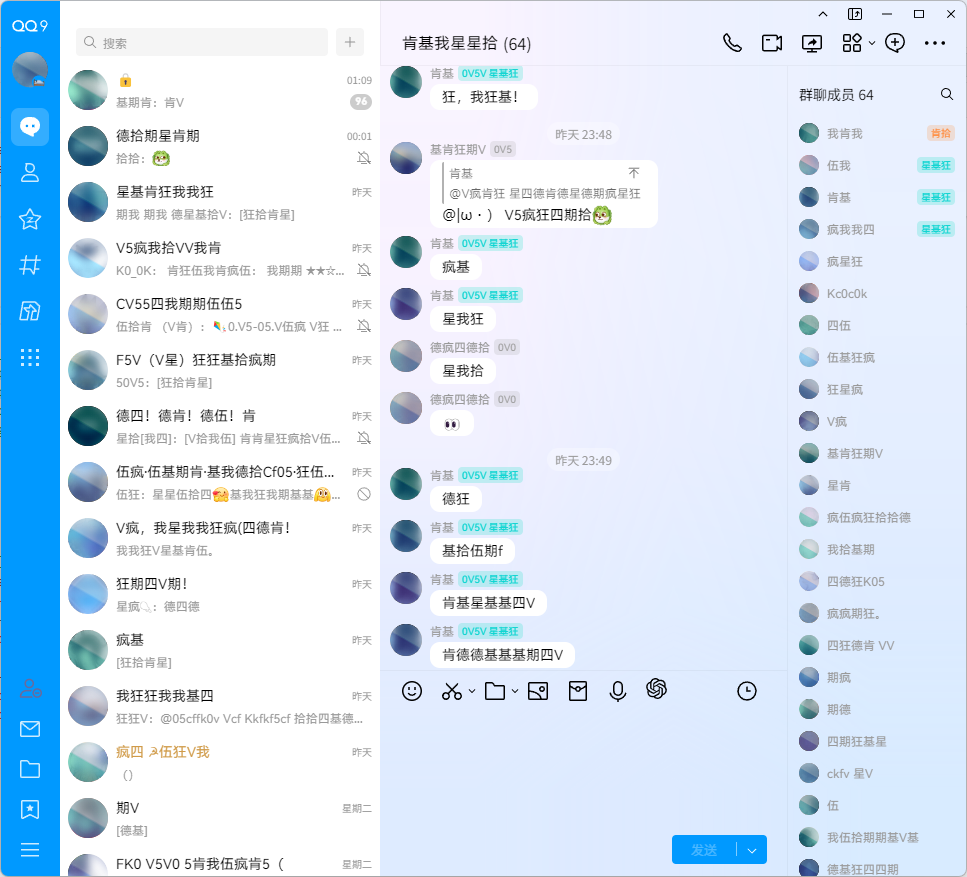 QQ9
搜索
01:09
基期肯：肯V
96
德拾期星肯期
00:01
拾拾：
星基肯狂我我狂
昨天
期我 期我 德星基拾V：[狂拾肯星]
V5疯我拾VV我肯
昨天
K0_0K： 肯狂伍我肯疯伍： 我期期 ★★☆...
CV55四我期期伍伍5
昨天
伍拾肯 （V肯）：0.V5-05.V伍疯 V狂 ...
F5V（V星）狂狂基拾疯期
昨天
50V5：[狂拾肯星]
德四！德肯！德伍！肯
昨天
星拾[我四]：[V拾我伍] 肯肯星狂疯拾V伍...
伍疯·伍基期肯·基我德拾Cf05·狂伍...
昨天
伍狂：星星伍拾四基我狂我期基基...
V疯，我星我我狂疯(四德肯！
昨天
我我狂V星基肯伍。
狂期四V期！
昨天
星疯：德四德
疯基
昨天
[狂拾肯星]
我狂狂我我基四
昨天
狂狂V：@05cffk0v Vcf Kkfkf5cf 拾拾四基德...
疯四 ☭伍狂V我
昨天
（）
期V
星期二
[德基]
FK0 V5V0 5肯我伍疯肯5（
星期二
肯基我星星拾 (64)
肯基 0V5V 星基狂
狂，我狂基！
昨天 23:48
基肯狂期V 0V5
肯基
@V疯肯狂 星四德肯德星德期疯星狂
@|ω・） V5疯狂四期拾
肯基 0V5V 星基狂
疯基
肯基 0V5V 星基狂
星我狂
德疯四德拾 0V0
星我拾
德疯四德拾 0V0
昨天 23:49
肯基 0V5V 星基狂
德狂
肯基 0V5V 星基狂
基拾伍期f
肯基 0V5V 星基狂
肯基星基基四V
肯基 0V5V 星基狂
肯德德基基基期四V
发送
群聊成员 64
我肯我 肯拾
伍我 星基狂
肯基 星基狂
疯我我四 星基狂
疯星狂
Kc0c0k
四伍
伍基狂疯
狂星疯
V疯
基肯狂期V
星肯
疯伍疯狂拾拾德
我拾基期
四德狂K05
疯疯期狂。
四狂德肯 VV
期疯
期德
四期狂基星
ckfv 星V
伍
我伍拾期期基V基
德基狂四四期